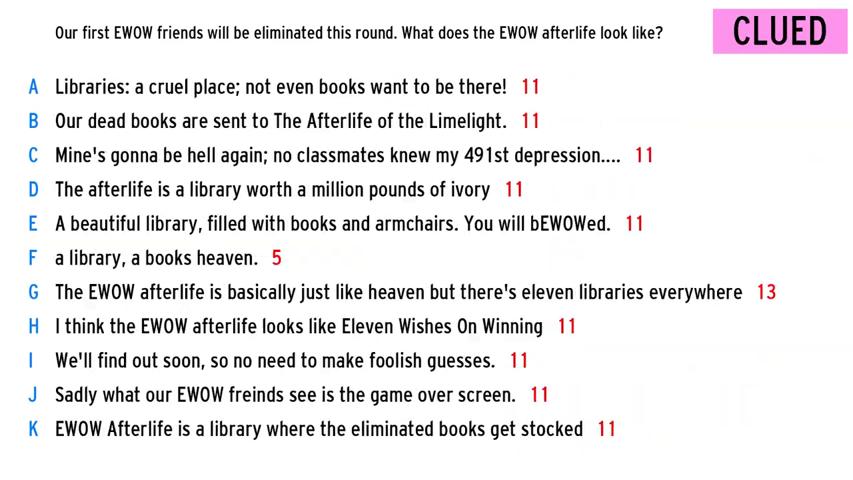 Our first EWOW friends will be eliminated this round. What does the EWOW afterlife look like?
CLUED
A Libraries: a cruel place; not even books want to be there! 11
B Our dead books are sent to The Afterlife of the Limelight. 11
C Mine's gonna be hell again; no classmates knew my 491st depression.... 11
D The afterlife is a library worth a million pounds of ivory 11
E A beautiful library, filled with books and armchairs. You will bEWOWed. 11
F a library, a books heaven. 5
G The EWOW afterlife is basically just like heaven but there's eleven libraries everywhere 13
H I think the EWOW afterlife looks like Eleven Wishes On Winning 11
I We'll find out soon, so no need to make foolish guesses. 11
J Sadly what our EWOW freinds see is the game over screen. 11
K EWOW Afterlife is a library where the eliminated books get stocked 11